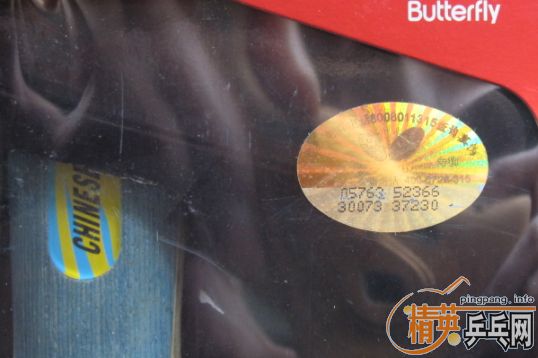 Butterfly
05763 52366
30073 37230
CHINESE
pingpang.info
精英乒乓网